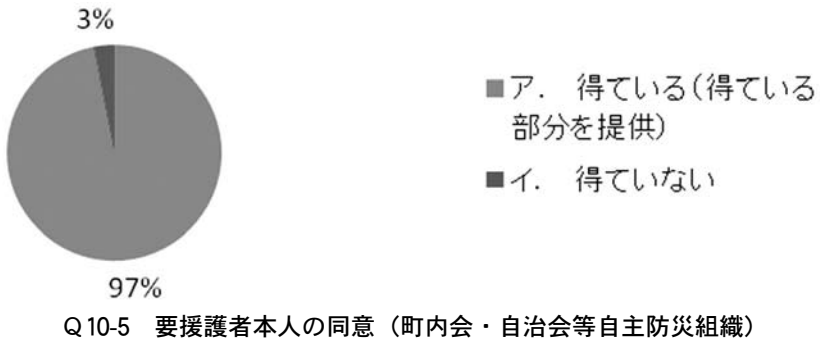 3%
■ア.　得ている(得ている
部分を提供)
■イ.　得ていない
97%
Q10-5　要援護者本人の同意（町内会・自治会等自主防災組織）